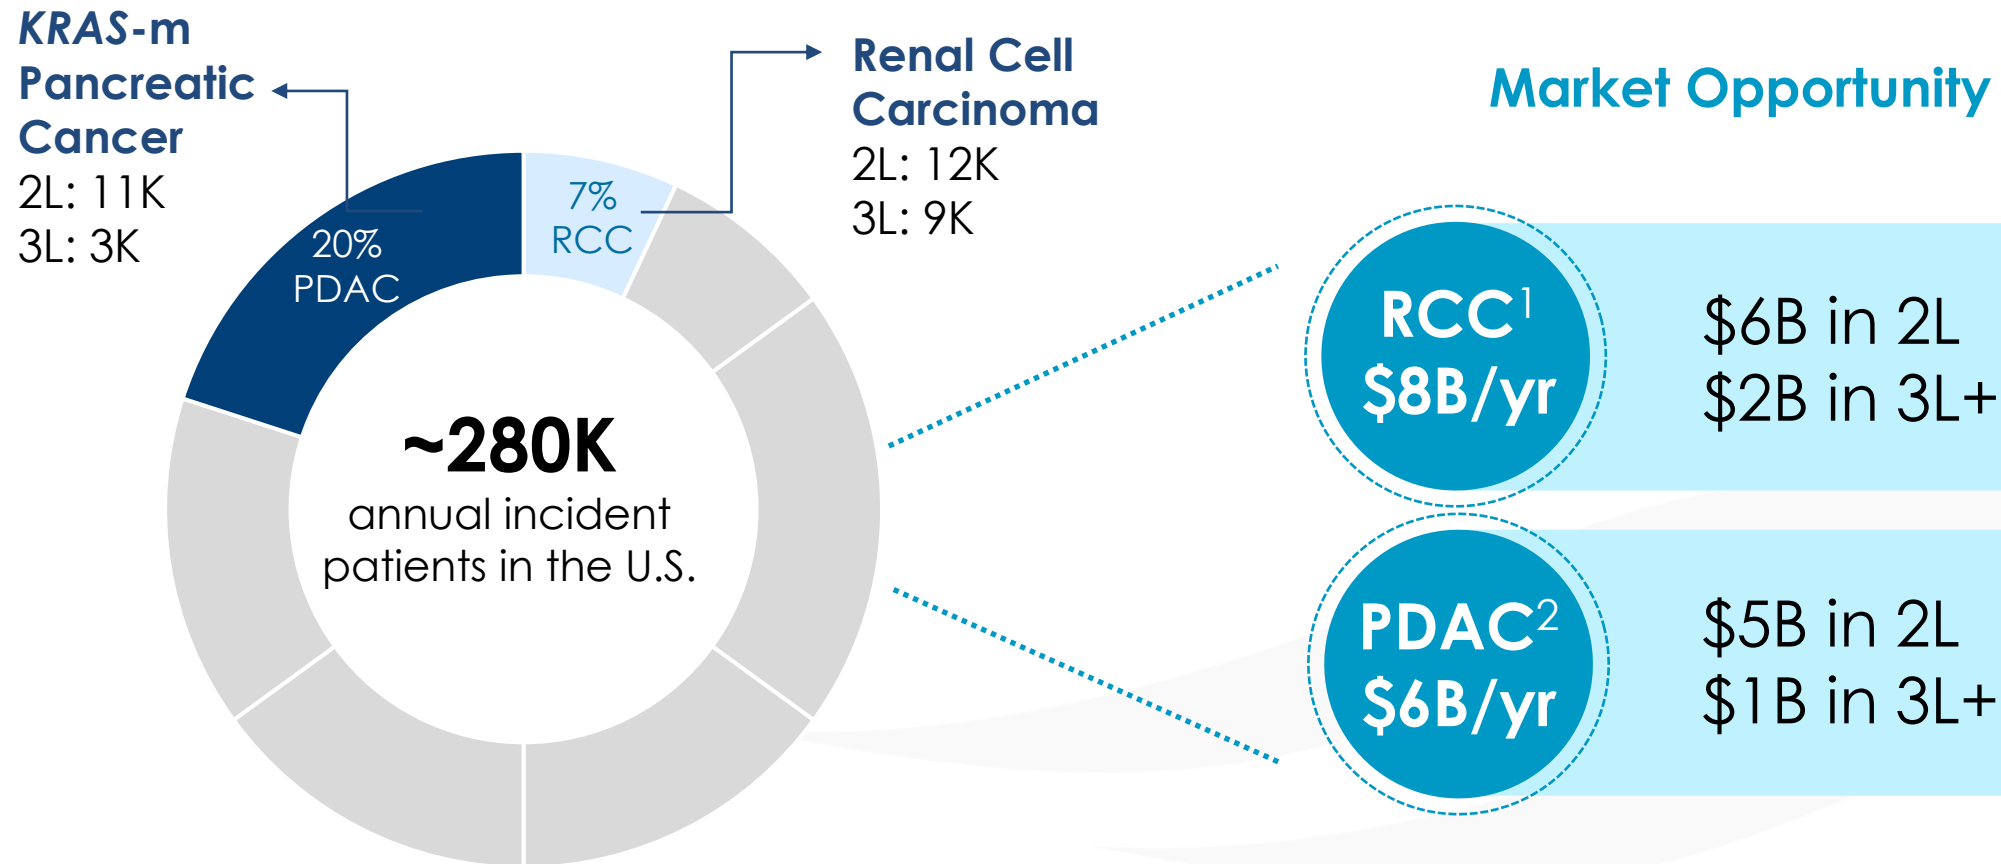 KRAS-m
Pancreatic
Cancer
2L: 11K
3L: 3K
Renal Cell
Carcinoma
2L: 12K
3L: 9K
7%
RCC
20%
PDAC
~280K
annual incident
patients in the U.S.
Market Opportunity
RCC1
$8B/yr
$6B in 2L
$2B in 3L+
PDAC2
$6B/yr
$5B in 2L
$1B in 3L+